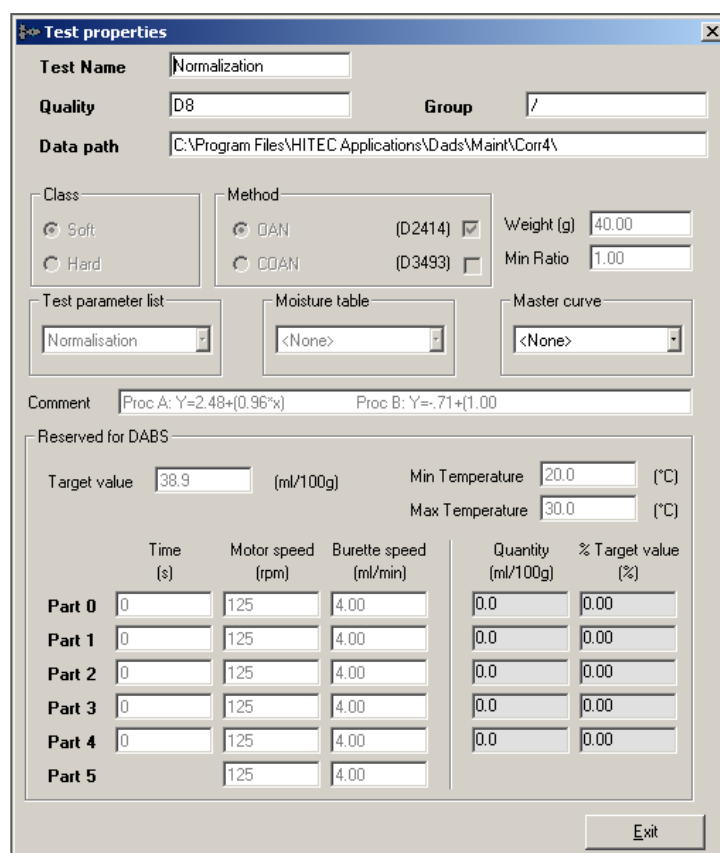 Test properties
Test Name Normalization
Quality D8 Group /
Data path C:\Program Files\HITEC Applications\Dads\Maint\Corr4\
Class Method
Soft OAN (D2414) Weight (g) 40.00
Hard COAN (D3493) Min Ratio 1.00
Test parameter list Moisture table Master curve
Normalisation <None> <None>
Comment Proc A: Y=2.48+(0.96*x) Proc B: Y=-.71+(1.00
Reserved for DABS
Target value 38.9 (ml/100g) Min Temperature 20.0 (°C)
Max Temperature 30.0 (°C)
Time Motor speed Burette speed Quantity % Target value
(s) (rpm) (ml/min) (ml/100g) (%)
Part 0 0 125 4.00 0.0 0.00
Part 1 0 125 4.00 0.0 0.00
Part 2 0 125 4.00 0.0 0.00
Part 3 0 125 4.00 0.0 0.00
Part 4 0 125 4.00 0.0 0.00
Part 5 125 4.00
Exit